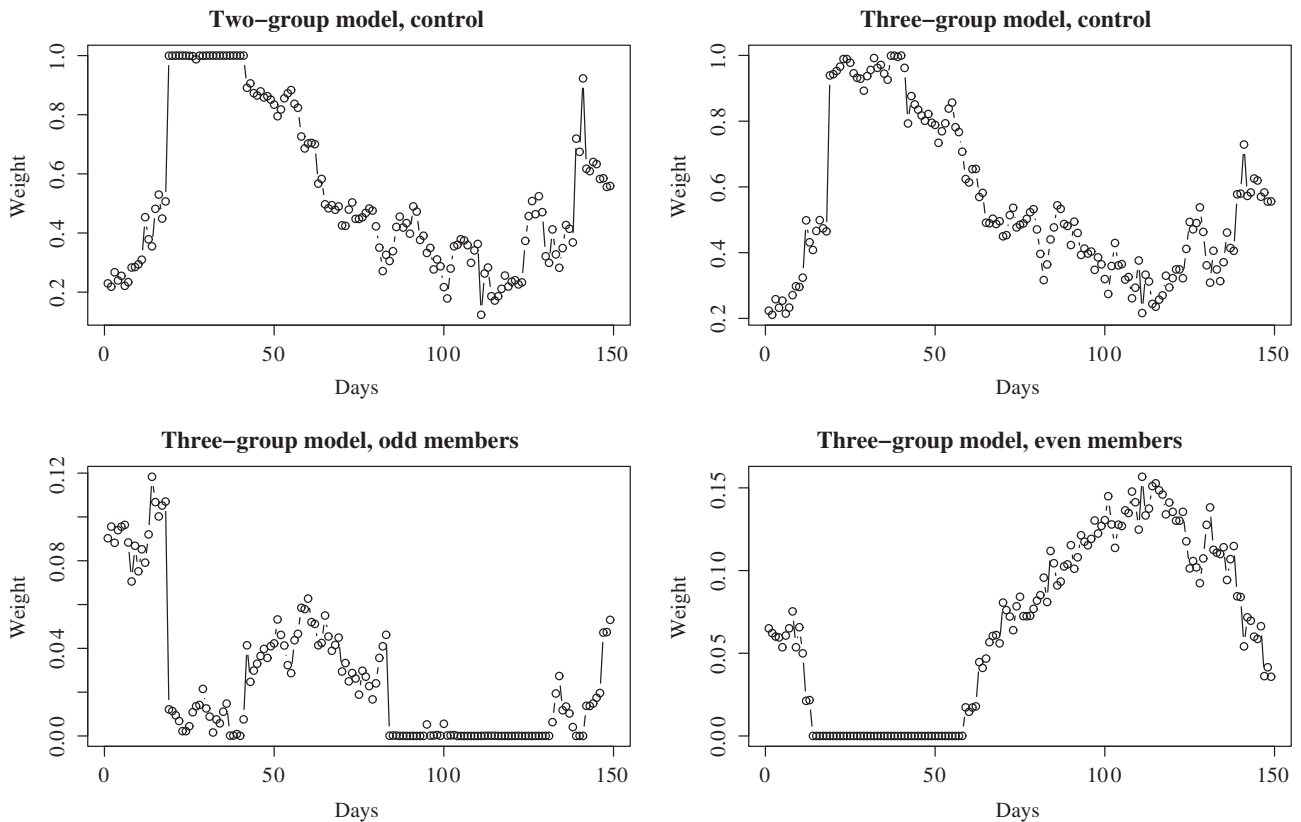 Two−group model, control
Three−group model, control
1.0
0.8
0.6
0.4
0.2
Weight
0
50
100
150
Days
1.0
0.8
0.6
0.4
0.2
Weight
0
50
100
150
Days
Three−group model, odd members
Three−group model, even members
0.12
0.08
0.04
0.00
Weight
0
50
100
150
Days
0.15
0.10
0.05
0.00
Weight
0
50
100
150
Days